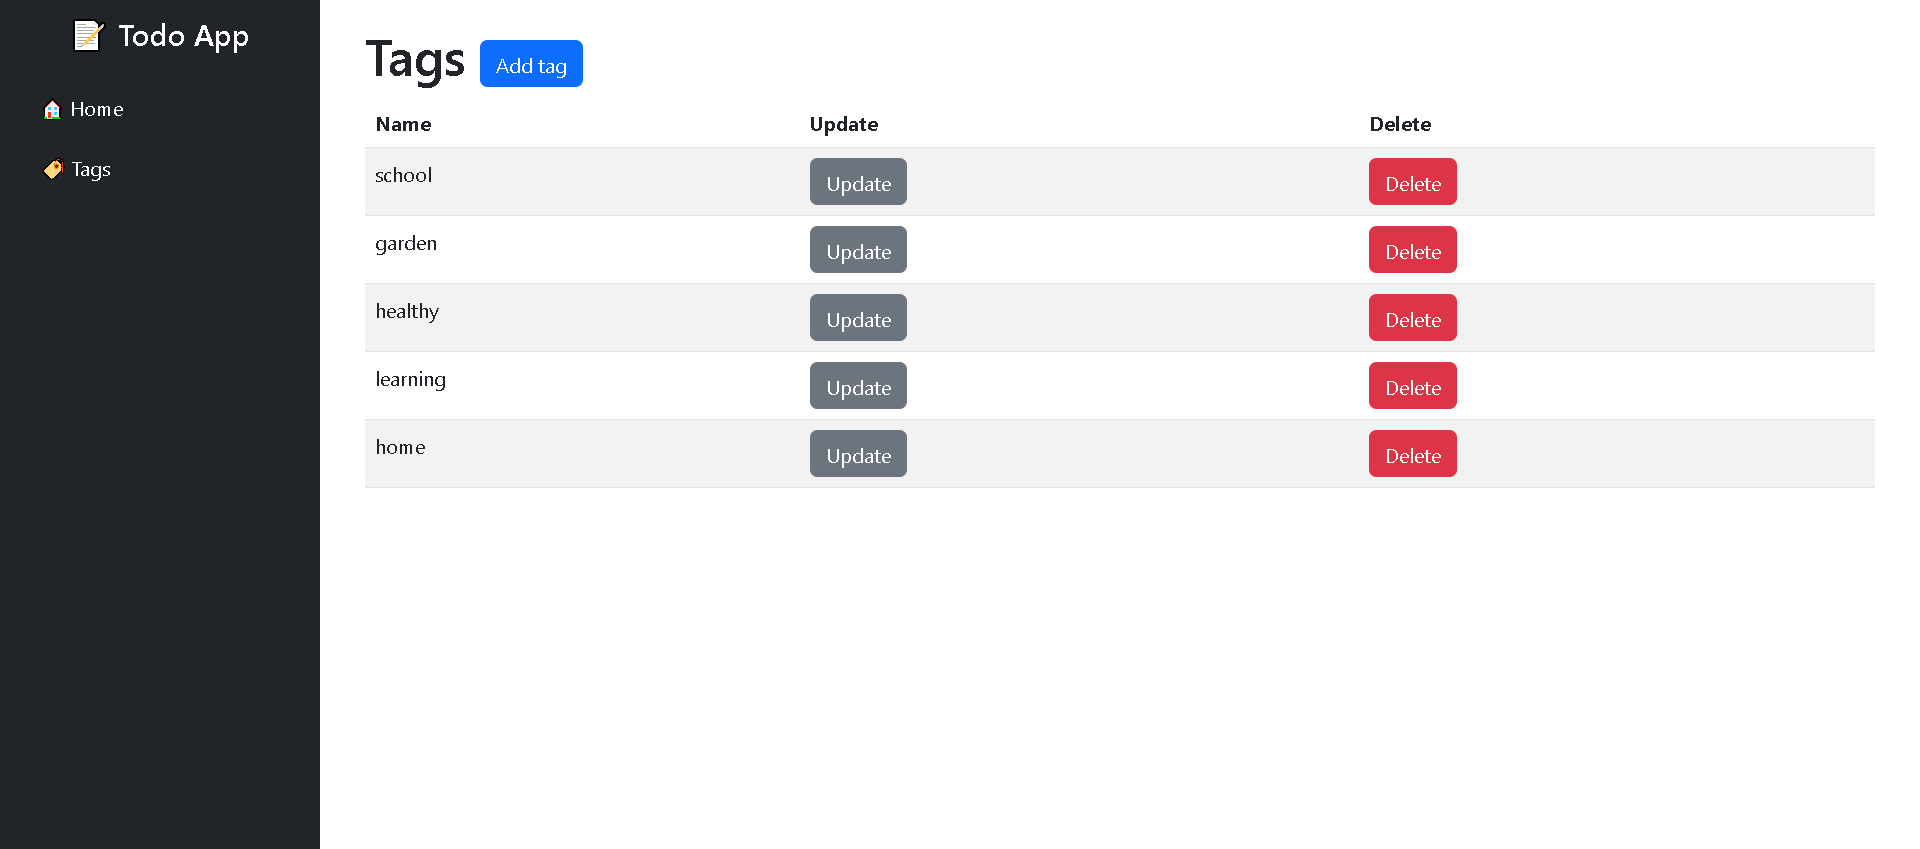 Todo App
Home
Tags
Tags Add tag
Name Update Delete
school Update Delete
garden Update Delete
healthy Update Delete
learning Update Delete
home Update Delete